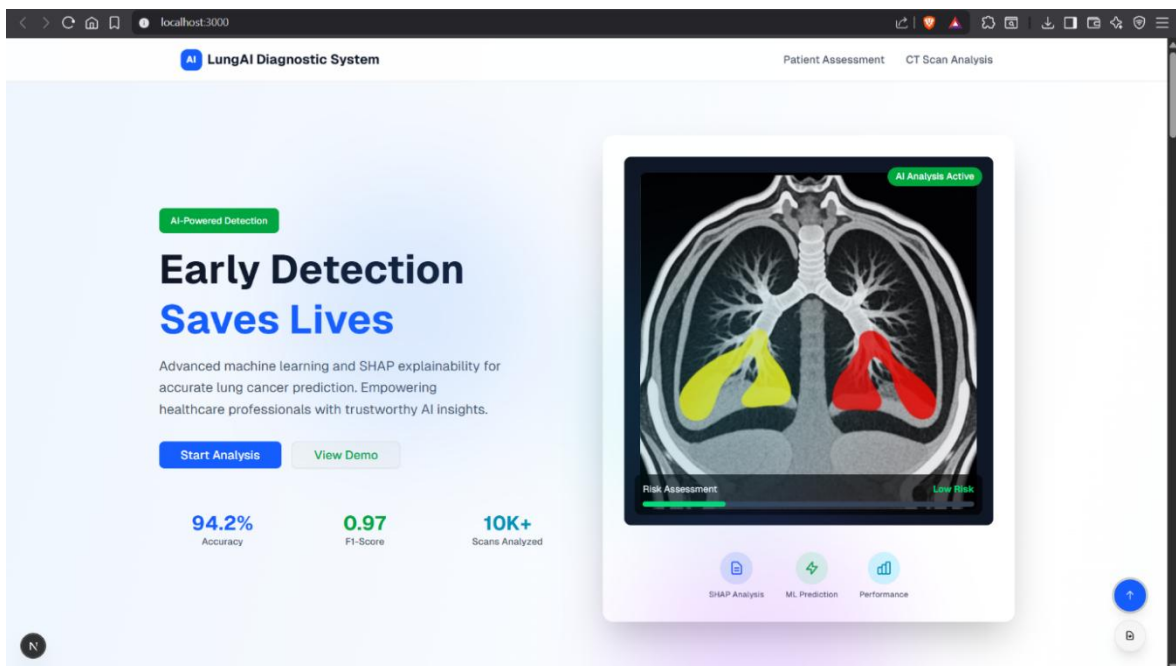 localhost:3000
AI LungAI Diagnostic System
Patient Assessment
CT Scan Analysis
AI-Powered Detection
Early Detection
Saves Lives
Advanced machine learning and SHAP explainability for
accurate lung cancer prediction. Empowering
healthcare professionals with trustworthy AI insights.
Start Analysis
View Demo
94.2%
Accuracy
0.97
F1-Score
10K+
Scans Analyzed
AI Analysis Active
Risk Assessment
Low Risk
SHAP Analysis
ML Prediction
Performance
N